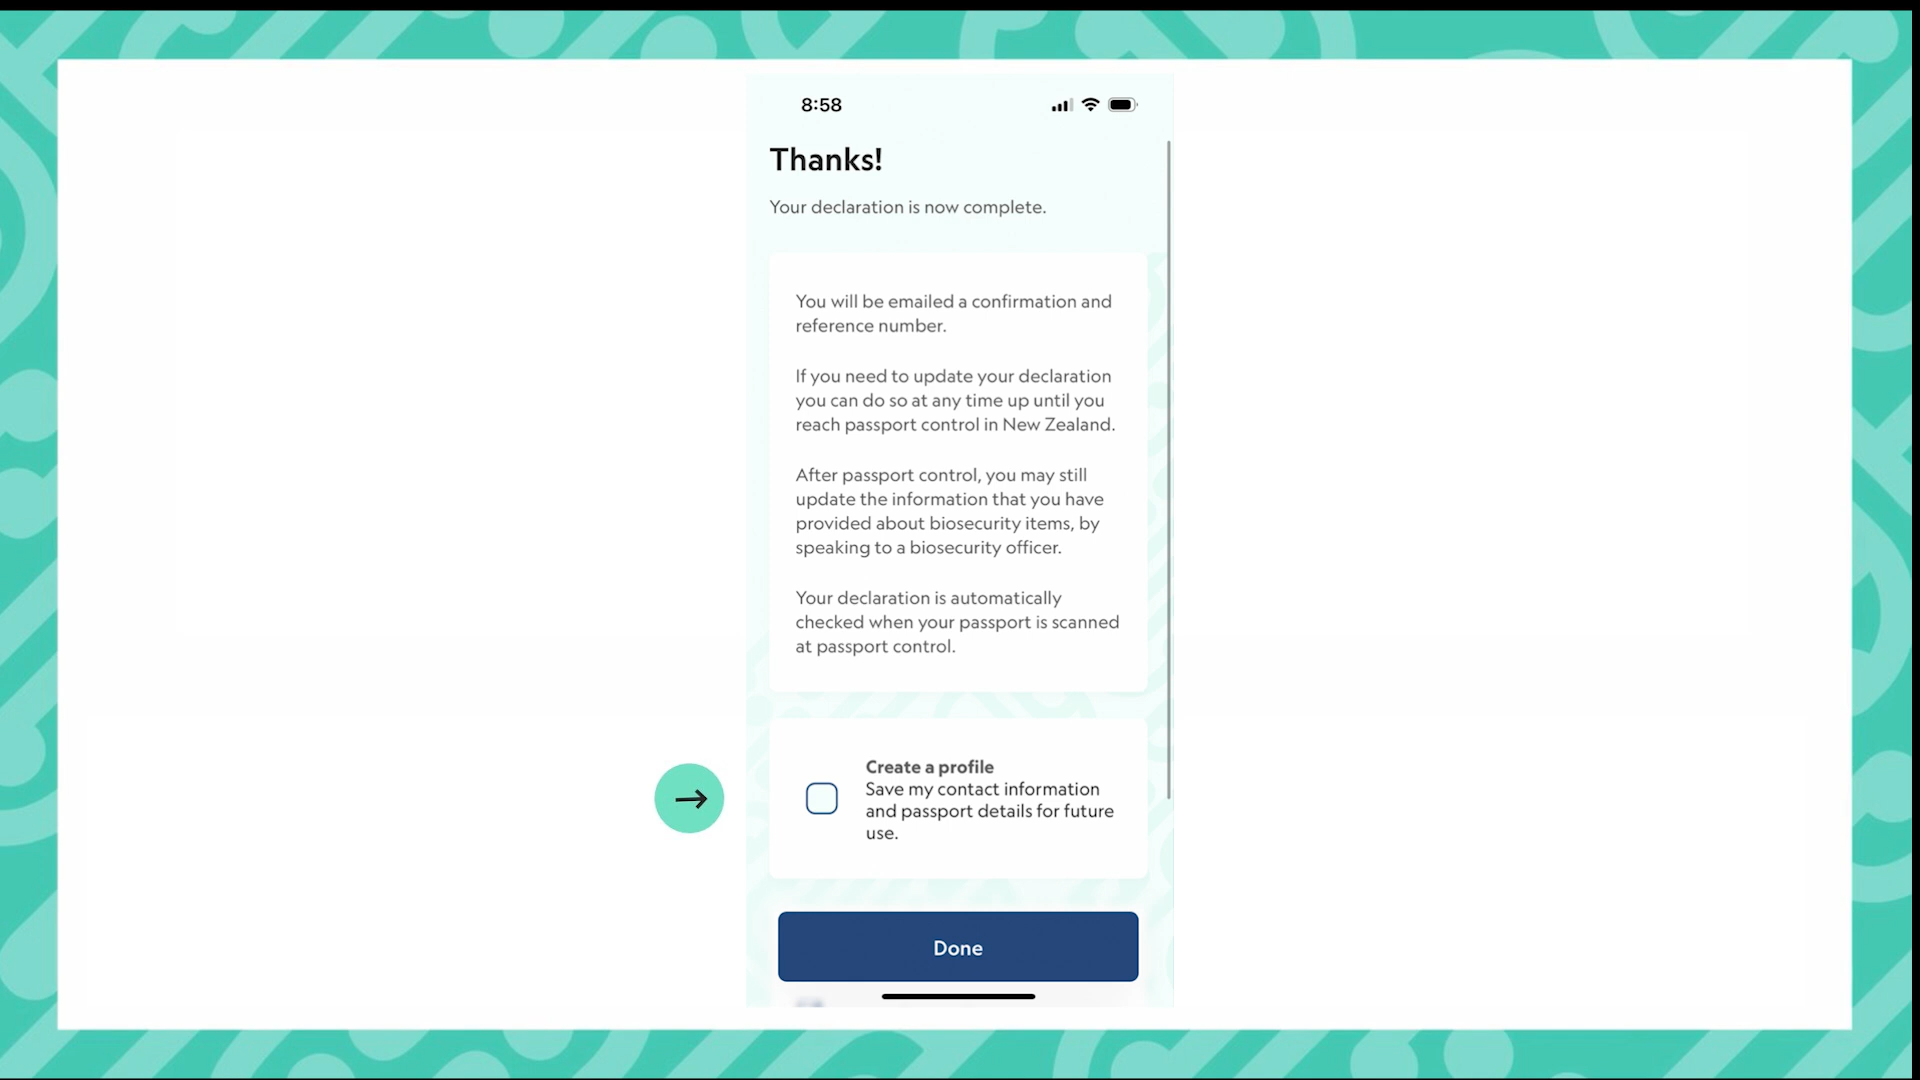 8:58
Thanks!
Your declaration is now complete.
You will be emailed a confirmation and
reference number.
If you need to update your declaration
you can do so at any time up until you
reach passport control in New Zealand.
After passport control, you may still
update the information that you have
provided about biosecurity items, by
speaking to a biosecurity officer.
Your declaration is automatically
checked when your passport is scanned
at passport control.
Create a profile
Save my contact information
and passport details for future
use.
Done